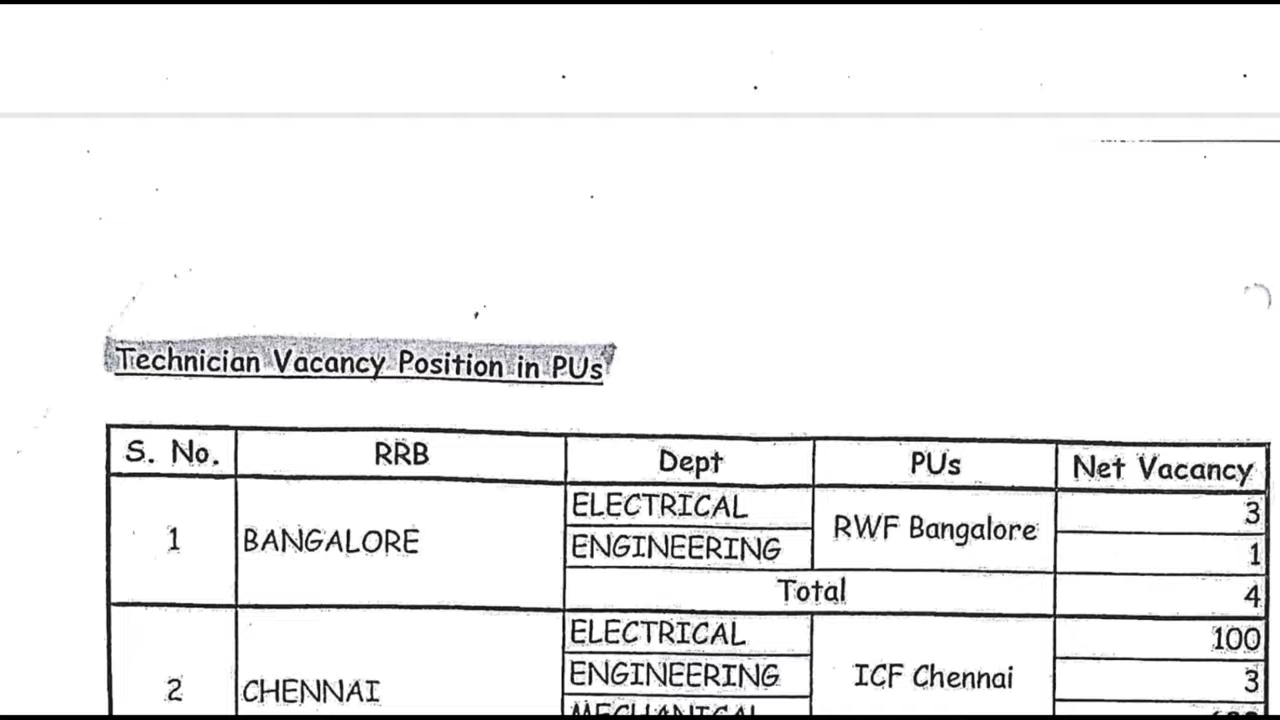 Technician Vacancy Position in PUs
S. No. RRB Dept PUs Net Vacancy
1 BANGALORE ELECTRICAL RWF Bangalore 3
ENGINEERING 1
Total 4
2 CHENNAI ELECTRICAL ICF Chennai 100
ENGINEERING 3
MECHANICAL